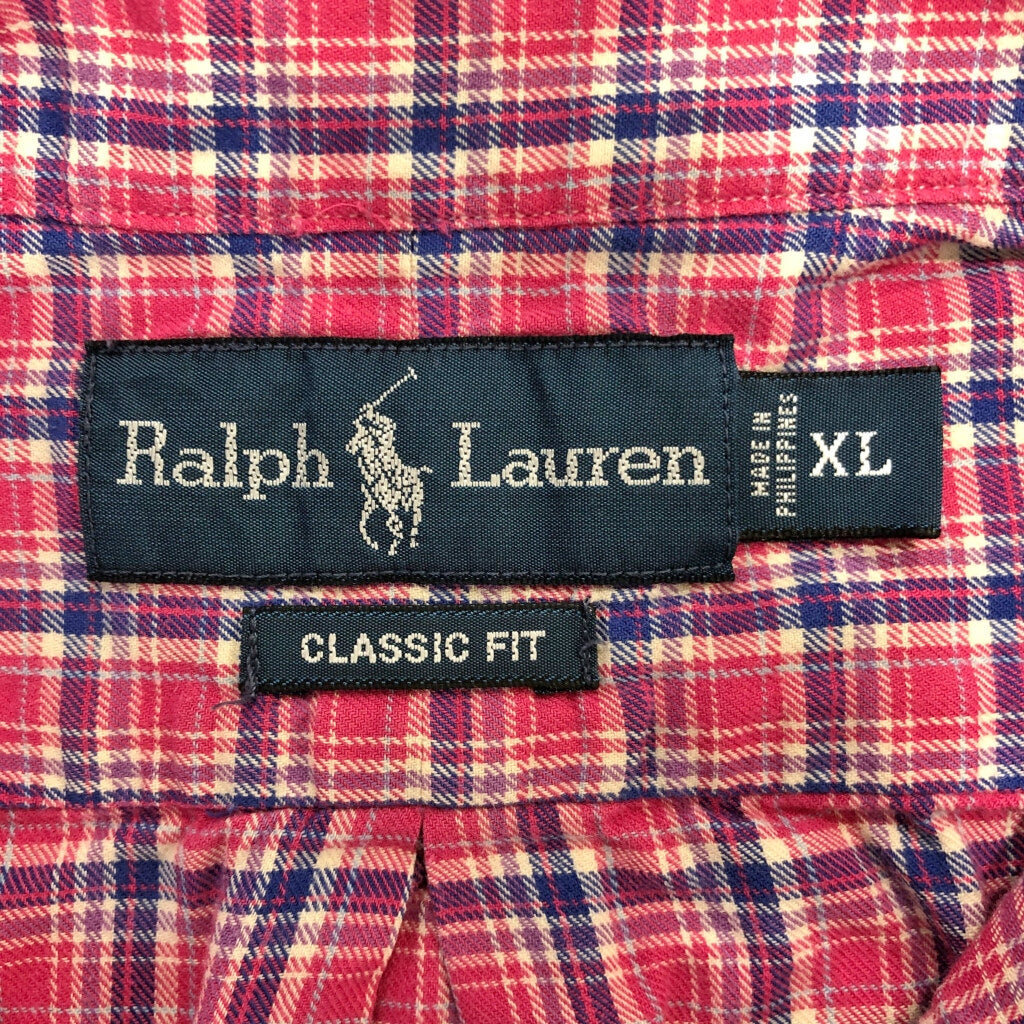 Ralph Lauren
MADE IN
PHILIPPINES
XL
CLASSIC FIT